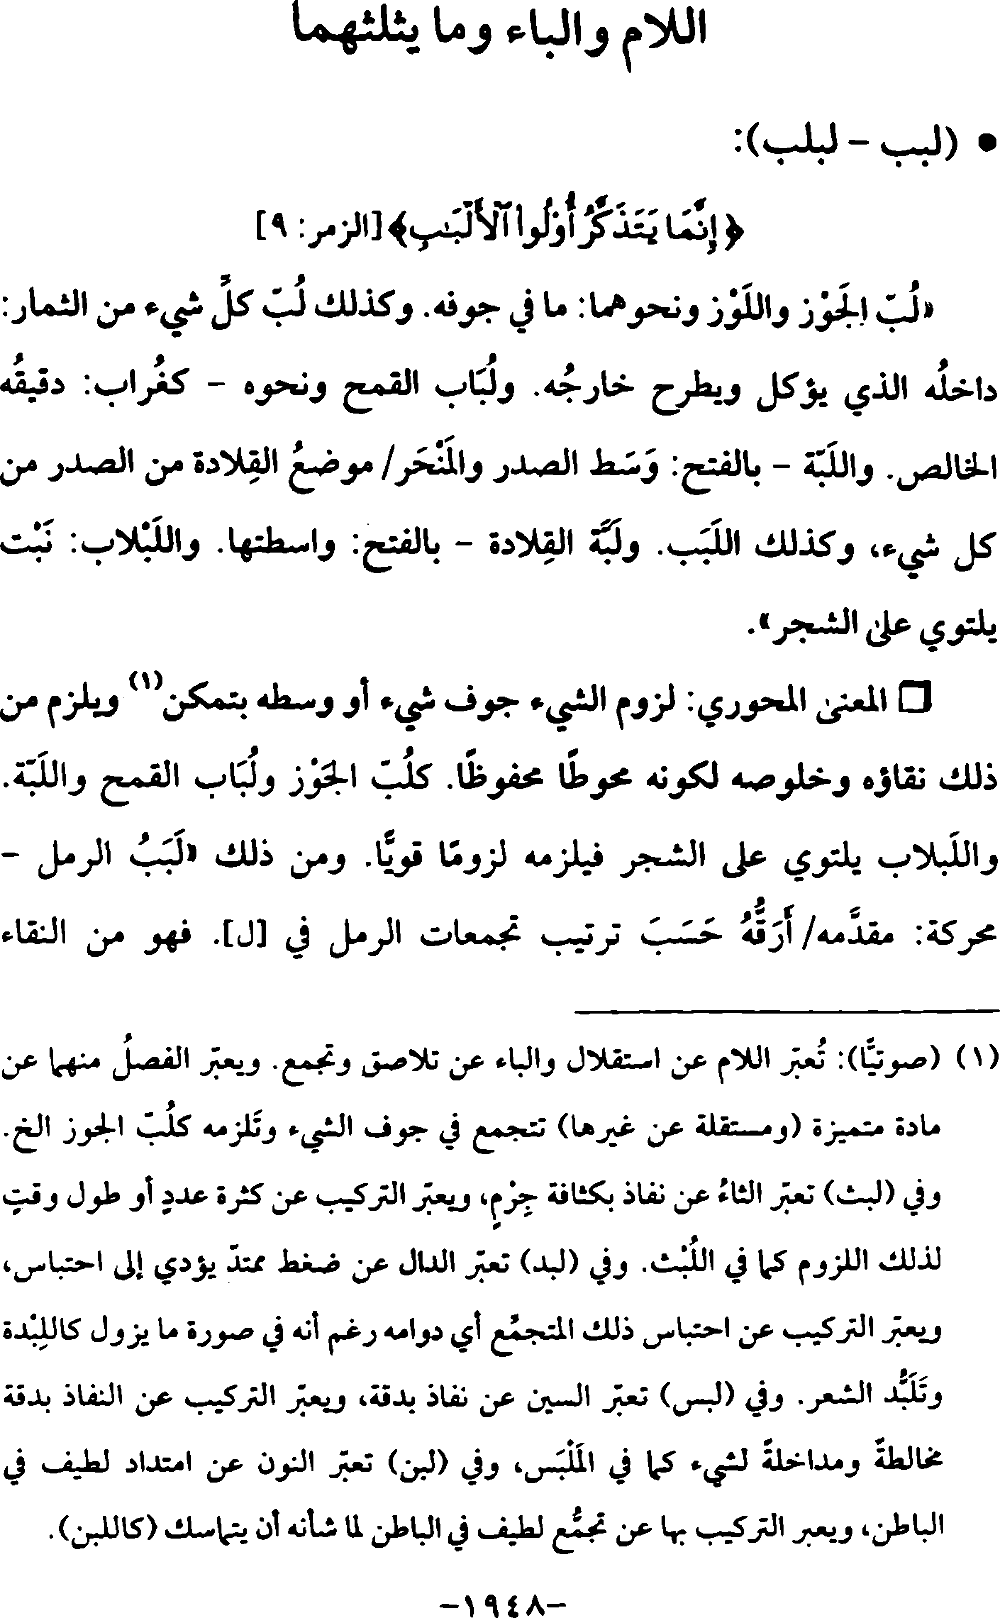 اللام والباء وما يثلثهما
• (لبب – لبلب):
﴿إِنَّمَا يَتَذَكَّرُ أُوْلُوا۟ ٱلۡأَلۡبَٰبِ﴾ [الزمر: ٩]
«لُبّ الجَوْز واللَوْز ونحوهما: ما في جوفه. وكذلك لُبّ كلِّ شيء من الثمار:
داخلُه الذي يؤكل ويطرح خارجُه. ولُبَاب القمح ونحوه – كغُراب: دقيقُه
الخالص. واللَبّة – بالفتح: وَسَط الصدر والمَنْحَر/ موضعُ القِلادة من الصدر من
كل شيء، وكذلك اللَبَب. ولَبَّة القِلادة – بالفتح: واسطتها. واللَبْلاب: نَبْت
يلتوي على الشجر».
□ المعنى المحوري: لزوم الشيء جوف شيء أو وسطه بتمكن(١) ويلزم من
ذلك نقاؤه وخلوصه لكونه محوطًا محفوظًا. كلُبّ الجَوْز ولُبَاب القمح واللَبّة.
واللَبلاب يلتوي على الشجر فيلزمه لزومًا قويًّا. ومن ذلك «لَبَبُ الرمل –
محركة: مقدَّمه/ أَرَقُّهُ حَسَبَ ترتيب تجمعات الرمل في [ل]. فهو من النقاء
(١) (صوتيًّا): تُعبّر اللام عن استقلال والباء عن تلاصق وتجمع. ويعبّر الفصلُ منهما عن
مادة متميزة (ومستقلة عن غيرها) تتجمع في جوف الشيء وتَلزمه كلُبّ الجوز الخ.
وفي (لبث) تعبّر الثاءُ عن نفاذ بكثافة جِرْمٍ، ويعبّر التركيب عن كثرة عددٍ أو طول وقتٍ
لذلك اللزوم كما في اللُبْث. وفي (لبد) تعبّر الدال عن ضغط ممتدّ يؤدي إلى احتباس،
ويعبّر التركيب عن احتباس ذلك المتجمِّع أي دوامه رغم أنه في صورة ما يزول كاللِبْدة
وتَلَبُّد الشعر. وفي (لبس) تعبّر السين عن نفاذ بدقة، ويعبّر التركيب عن النفاذ بدقة
مخالطةً ومداخلةً لشيء كما في المَلْبَس، وفي (لبن) تعبّر النون عن امتداد لطيف في
الباطن، ويعبر التركيب بها عن تجمُّع لطيف في الباطن لما شأنه أن يتماسك (كاللبن).
–١٩٤٨–